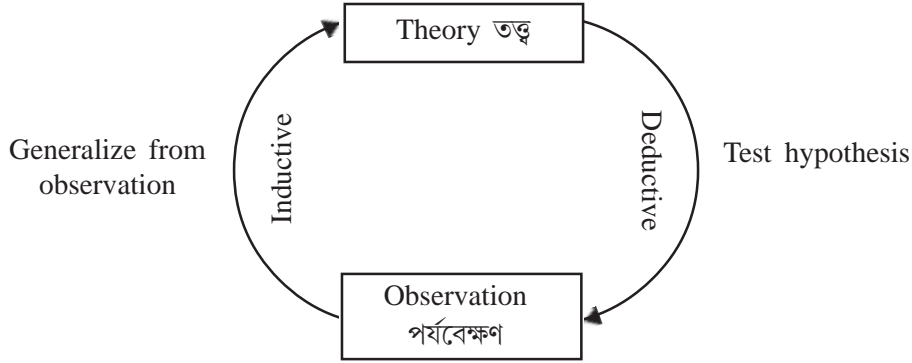 Theory তত্ত্ব
Generalize from
observation
Inductive
Deductive
Test hypothesis
Observation
পর্যবেক্ষণ